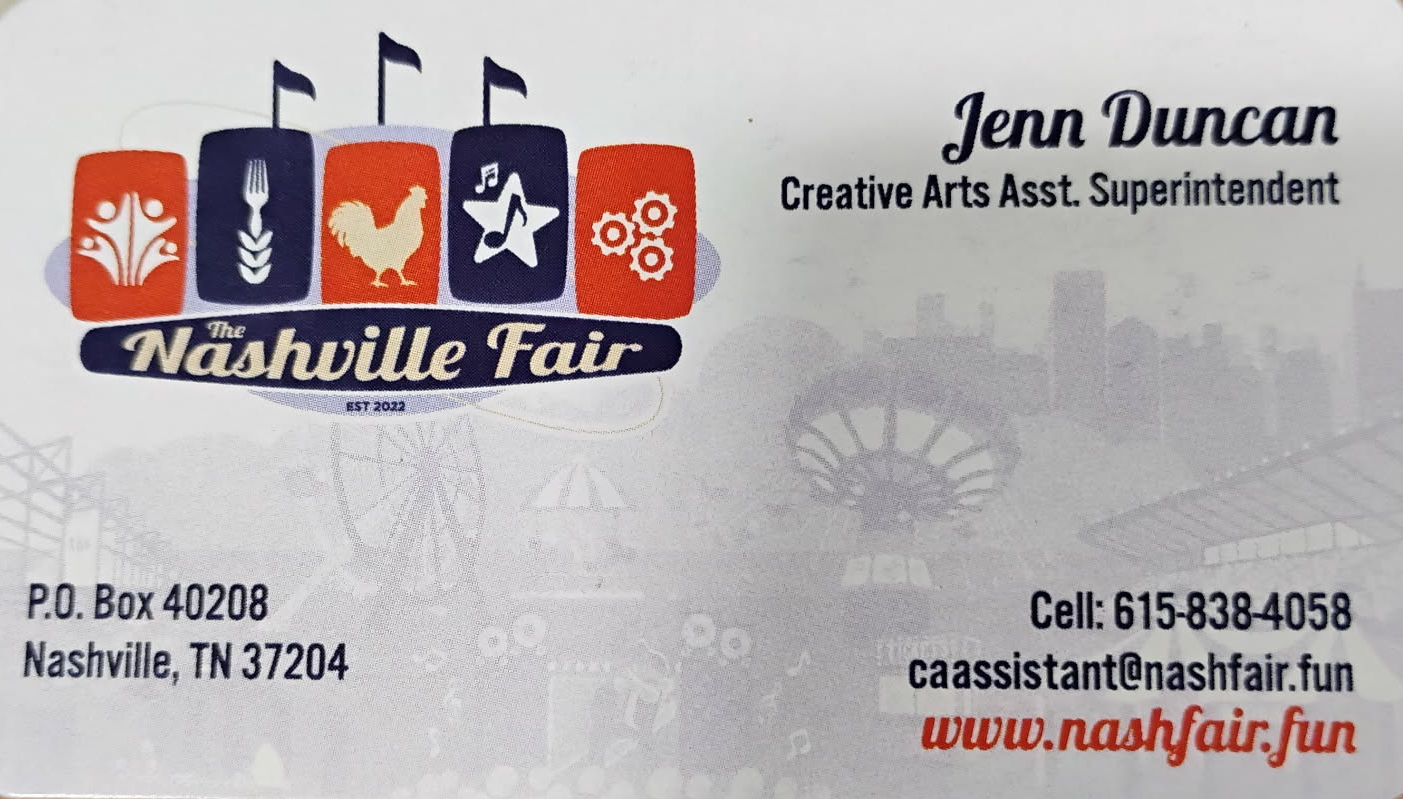 The
Nashville Fair
EST 2022
Jenn Duncan
Creative Arts Asst. Superintendent
P.O. Box 40208
Nashville, TN 37204
Cell: 615-838-4058
caassistant@nashfair.fun
www.nashfair.fun
TICKETS